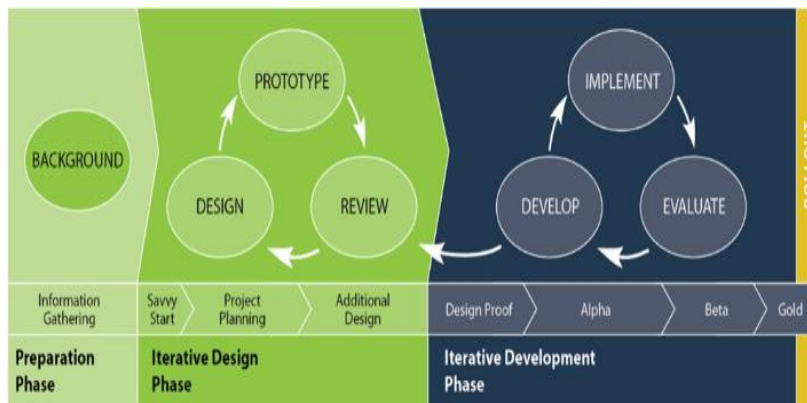 PROTOTYPE
IMPLEMENT
BACKGROUND
DESIGN
REVIEW
DEVELOP
EVALUATE
Information
Gathering
Savvy
Start
Project
Planning
Additional
Design
Design Proof
Alpha
Beta
Gold
Preparation
Phase
Iterative Design
Phase
Iterative Development
Phase